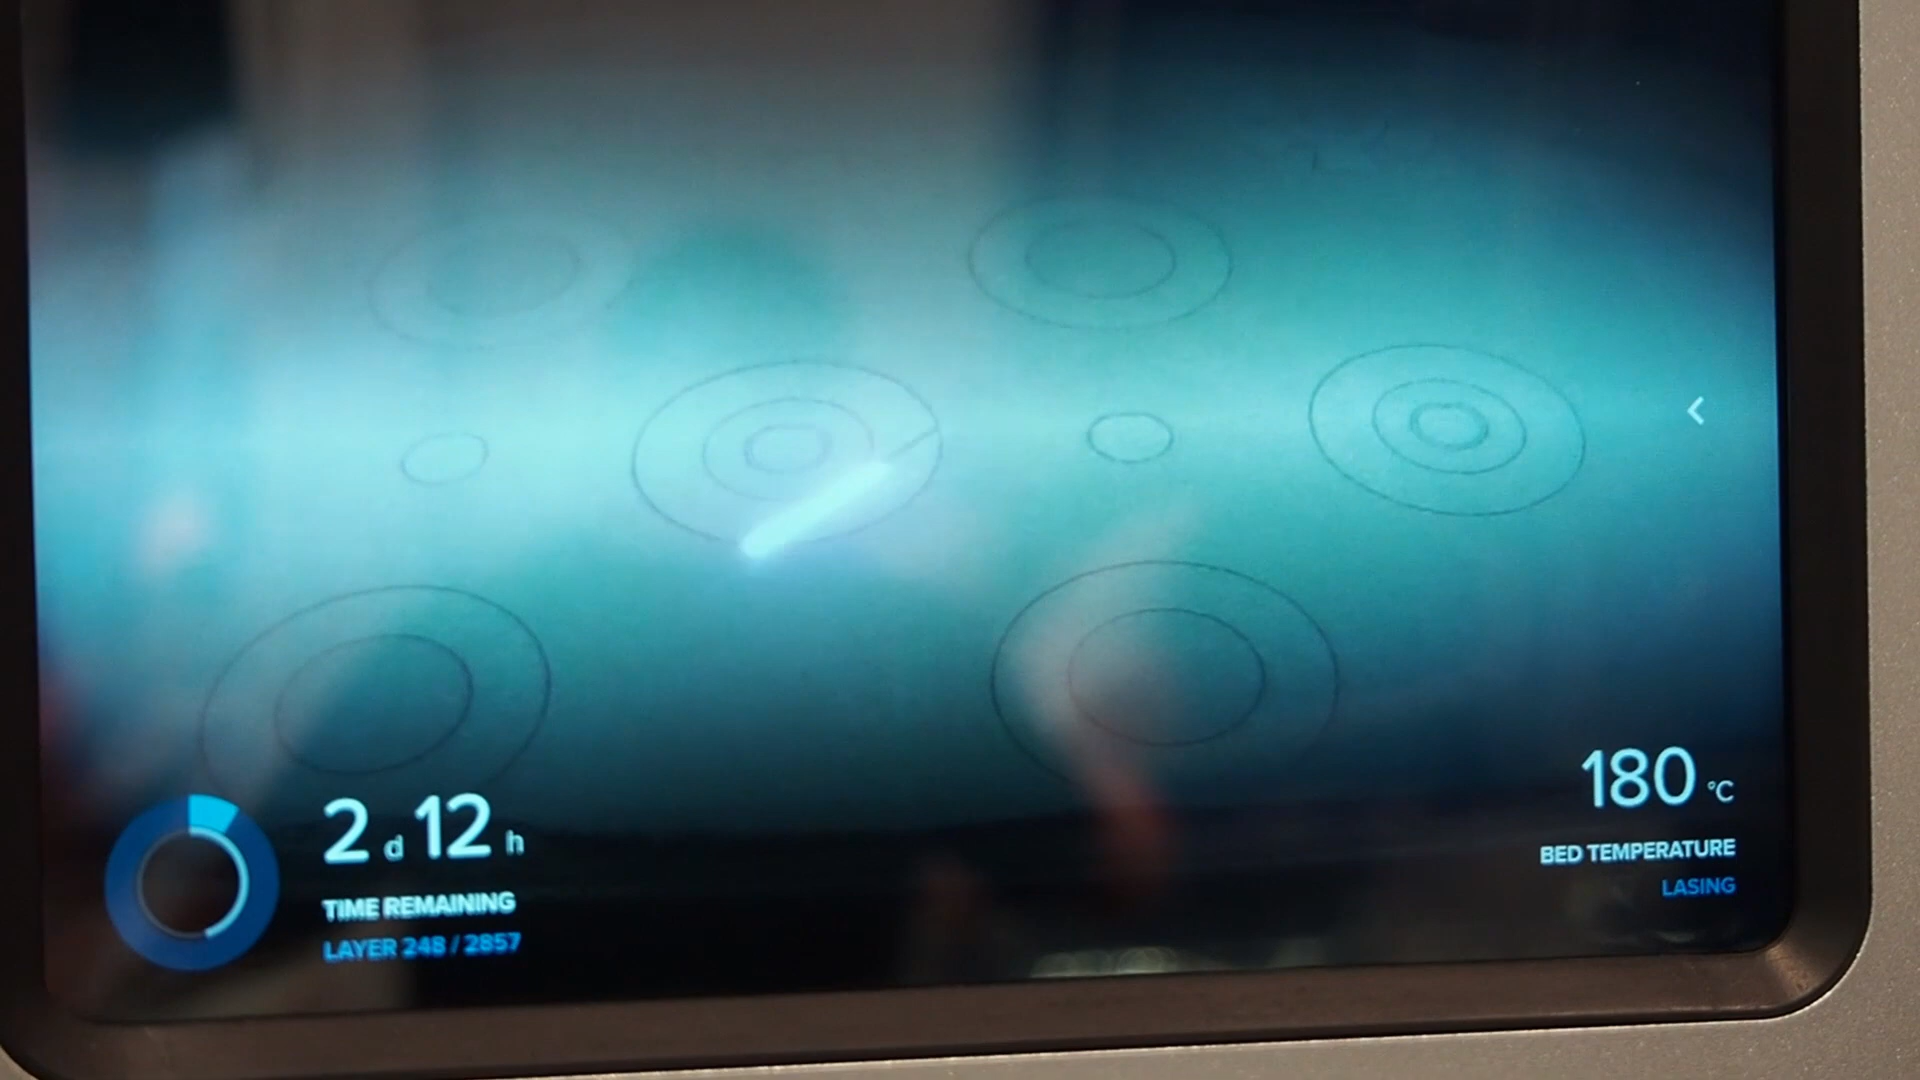 2 d 12 h
TIME REMAINING
LAYER 248 / 2857
180 °C
BED TEMPERATURE
LASING